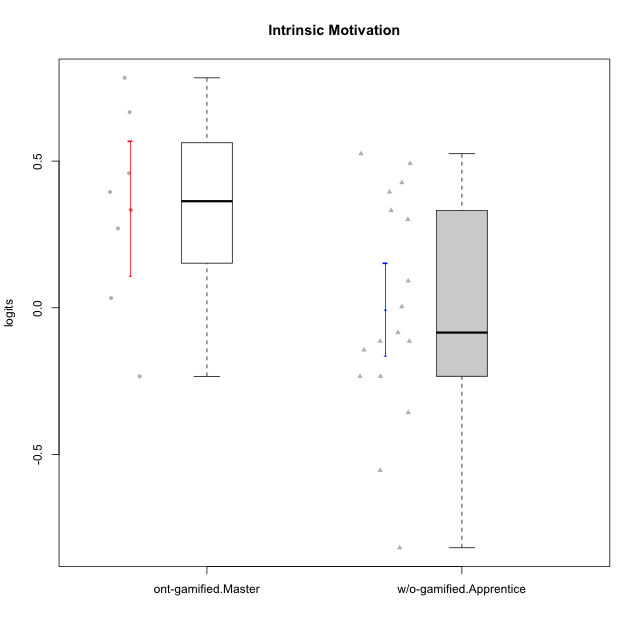 Intrinsic Motivation
logits
0.5
0.0
-0.5
ont-gamified.Master
w/o-gamified.Apprentice